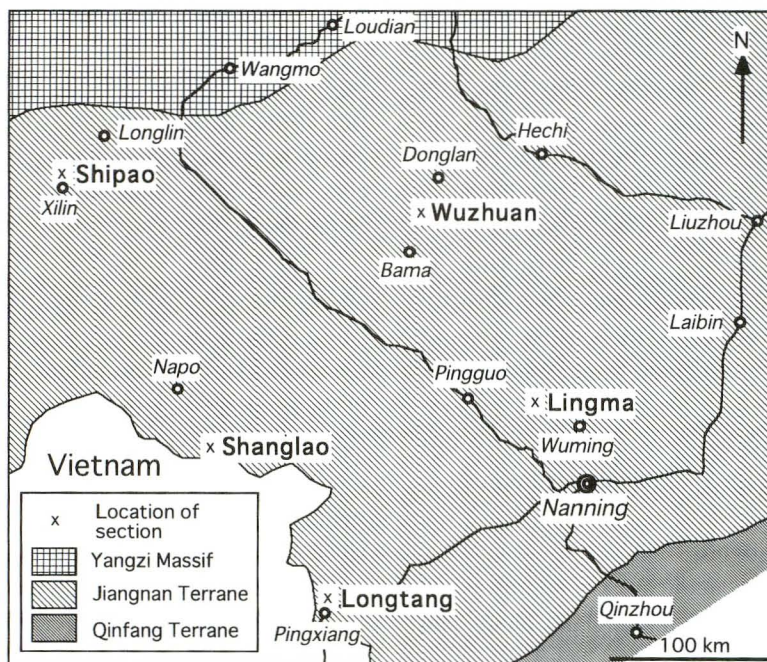 Loudian
N
Wangmo
Longlin
Hechi
Donglan
x Shipao
Xilin
x Wuzhuan
Liuzhou
Bama
Laibin
Napo
Pingguo
x Lingma
Wuming
x Shanglao
Vietnam
Nanning
x Location of
section
Yangzi Massif
Jiangnan Terrane
Qinfang Terrane
x Longtang
Pingxiang
Qinzhou
100 km